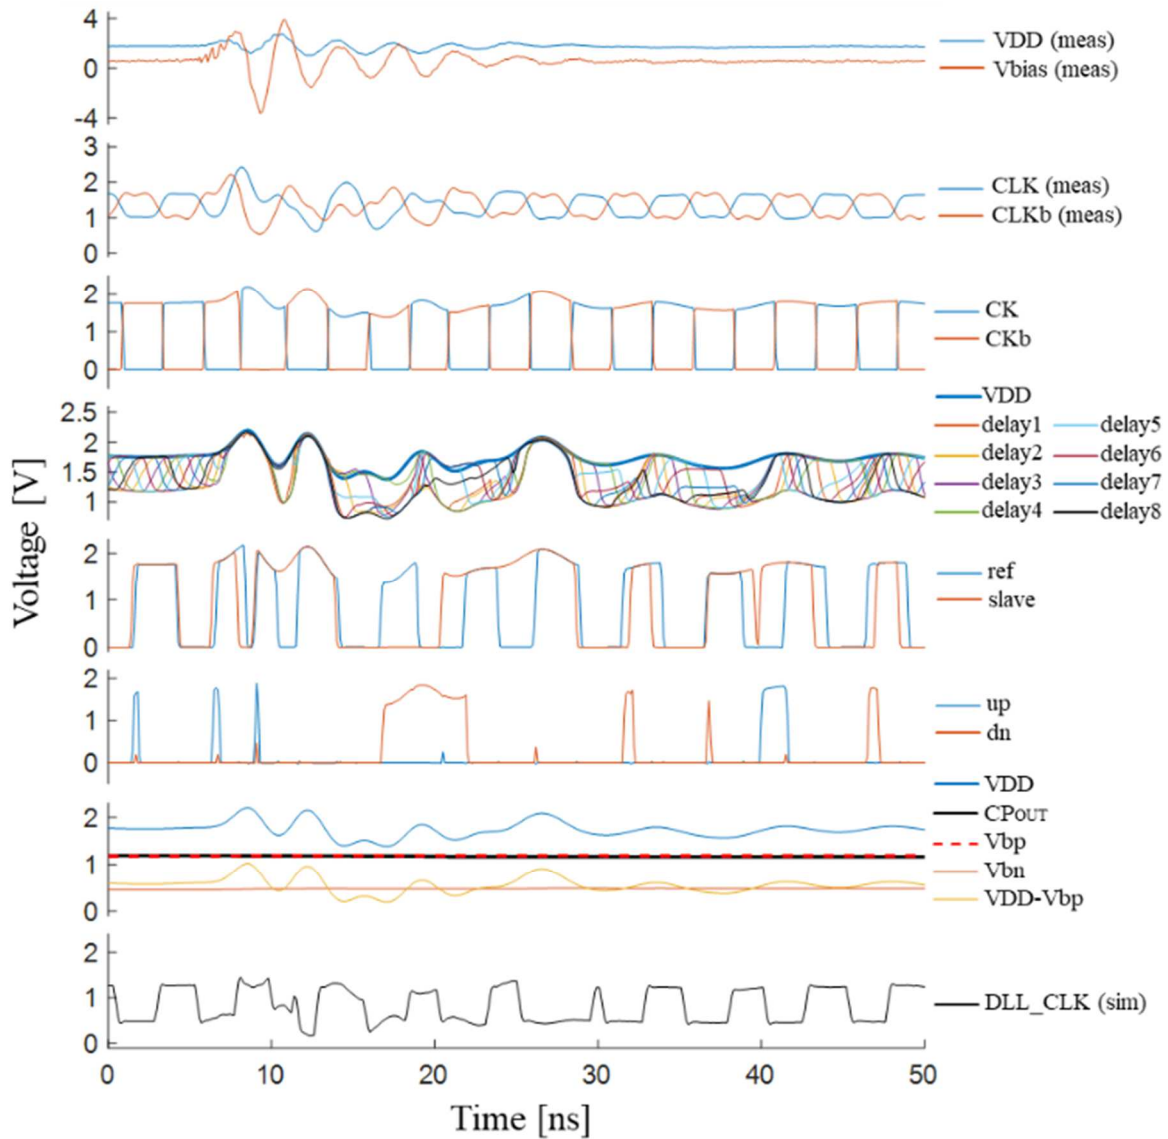 4
0
-4
VDD (meas)
Vbias (meas)
3
2
1
0
CLK (meas)
CLKb (meas)
2
1
0
CK
CKb
2.5
2
1.5
1
VDD
delay1 delay5
delay2 delay6
delay3 delay7
delay4 delay8
Voltage [V]
2
1
0
ref
slave
2
1
0
up
dn
2
1
0
VDD
CPOUT
Vbp
Vbn
VDD-Vbp
2
1
0
DLL_CLK (sim)
0 10 20 30 40 50
Time [ns]